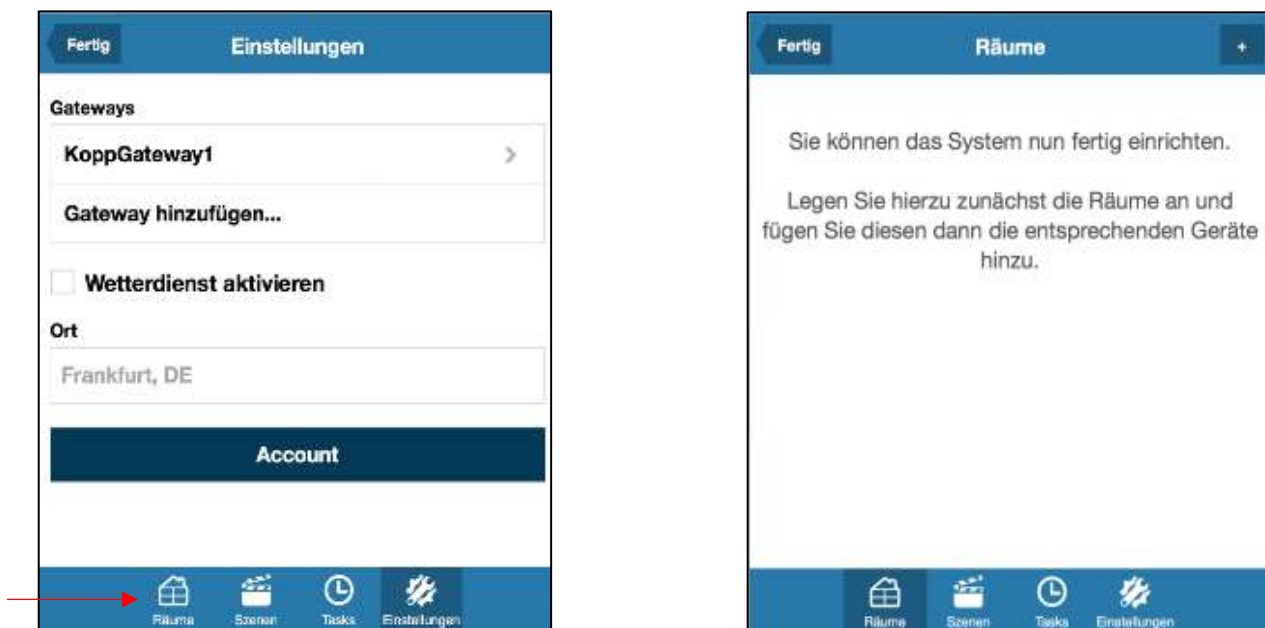 Fertig
Einstellungen
Gateways
KoppGateway1
Gateway hinzufügen...
Wetterdienst aktivieren
Ort
Frankfurt, DE
Account
Räume
Szenen
Tasks
Einstellungen
Fertig
Räume
+
Sie können das System nun fertig einrichten.
Legen Sie hierzu zunächst die Räume an und
fügen Sie diesen dann die entsprechenden Geräte
hinzu.
Räume
Szenen
Tasks
Einstellungen